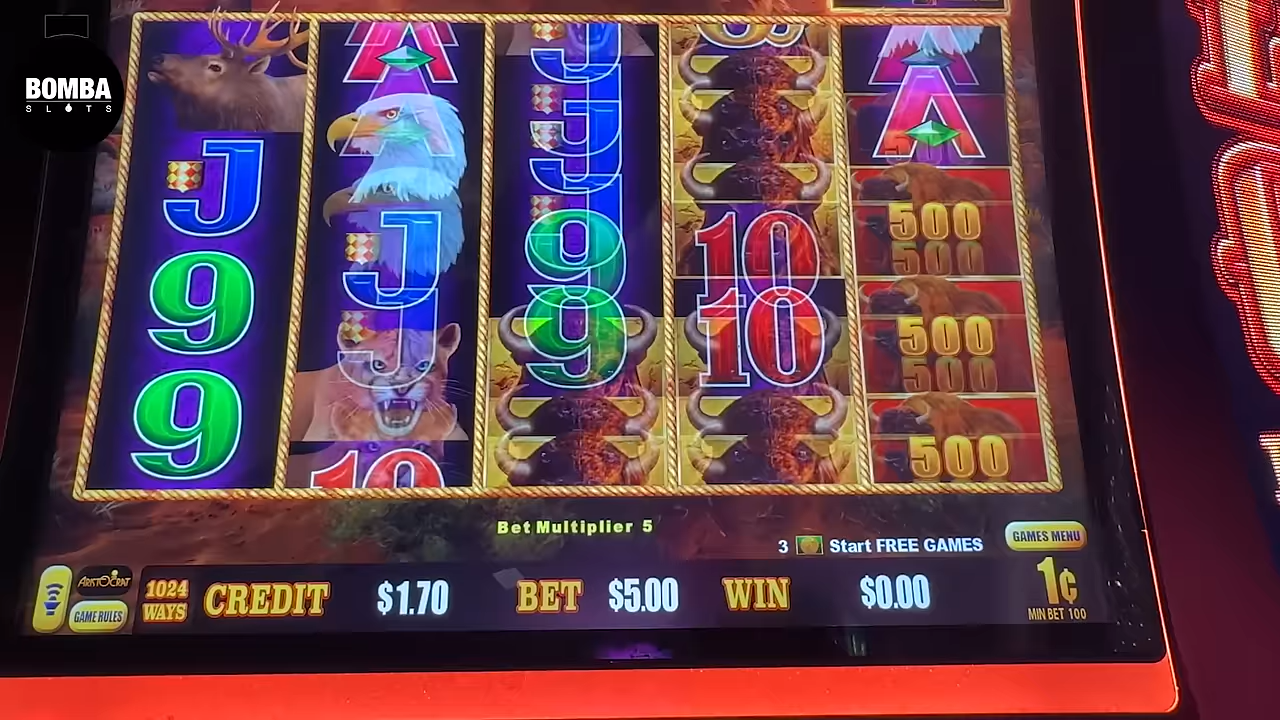 BOMBA
SLOTS
A
A
J
J
A
J
J
10
500
500
9
J
9
10
500
500
9
J
9
500
10
Bet Multiplier 5
3 Start FREE GAMES
GAMES MENU
ARISTOCRAT
GAME RULES
1024
WAYS
CREDIT $1.70 BET $5.00 WIN $0.00
1¢
MIN BET 100